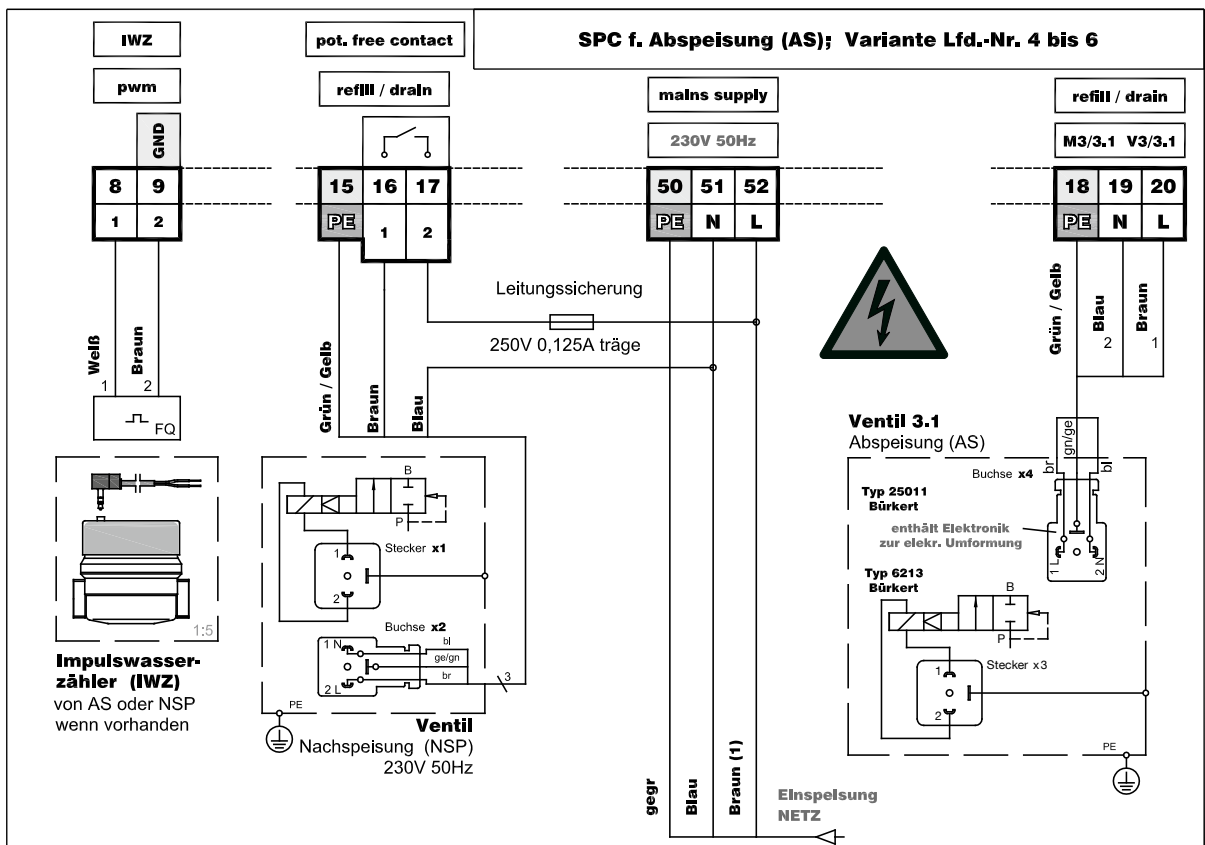 SPC f. Abspeisung (AS); Variante Lfd.-Nr. 4 bis 6
IWZ
pwm
GND
8 9
1 2
Weiß
Braun
1 2
FQ
1:5
Impulswasser-
zähler (IWZ)
von AS oder NSP
wenn vorhanden
pot. free contact
refill / drain
15 16 17
PE 1 2
Grün / Gelb
Braun
Blau
Leitungssicherung
250V 0,125A träge
B
P
Stecker x1
1
2
Buchse x2
1 N
2 L
bl
ge/gn
br
3
PE
Ventil
Nachspeisung (NSP)
230V 50Hz
mains supply
230V 50Hz
50 51 52
PE N L
gegr
Blau
Braun (1)
Einspeisung
NETZ
refill / drain
M3/3.1 V3/3.1
18 19 20
PE N L
Grün / Gelb
Blau
Braun
2 1
Ventil 3.1
Abspeisung (AS)
br
gn/ge
bl
Buchse x4
Typ 25011
Bürkert
enthält Elektronik
zur elekr. Umformung
1 L
2 N
Typ 6213
Bürkert
B
P
Stecker x3
1
2
PE